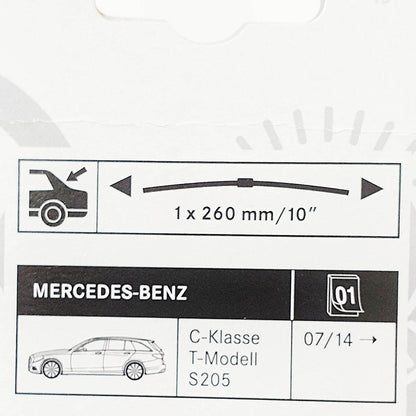 1 x 260 mm/10"
MERCEDES-BENZ
01
C-Klasse
T-Modell
S205
07/14 →